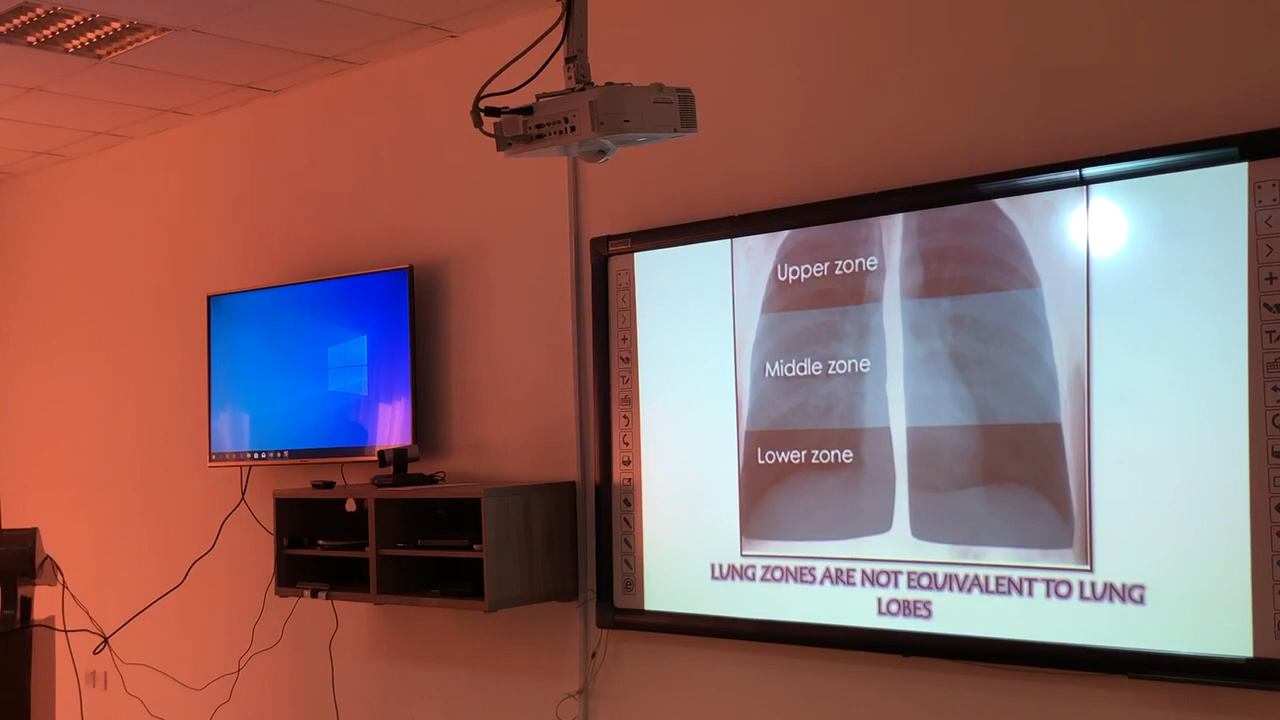 Upper zone
Middle zone
Lower zone
LUNG ZONES ARE NOT EQUIVALENT TO LUNG
LOBES